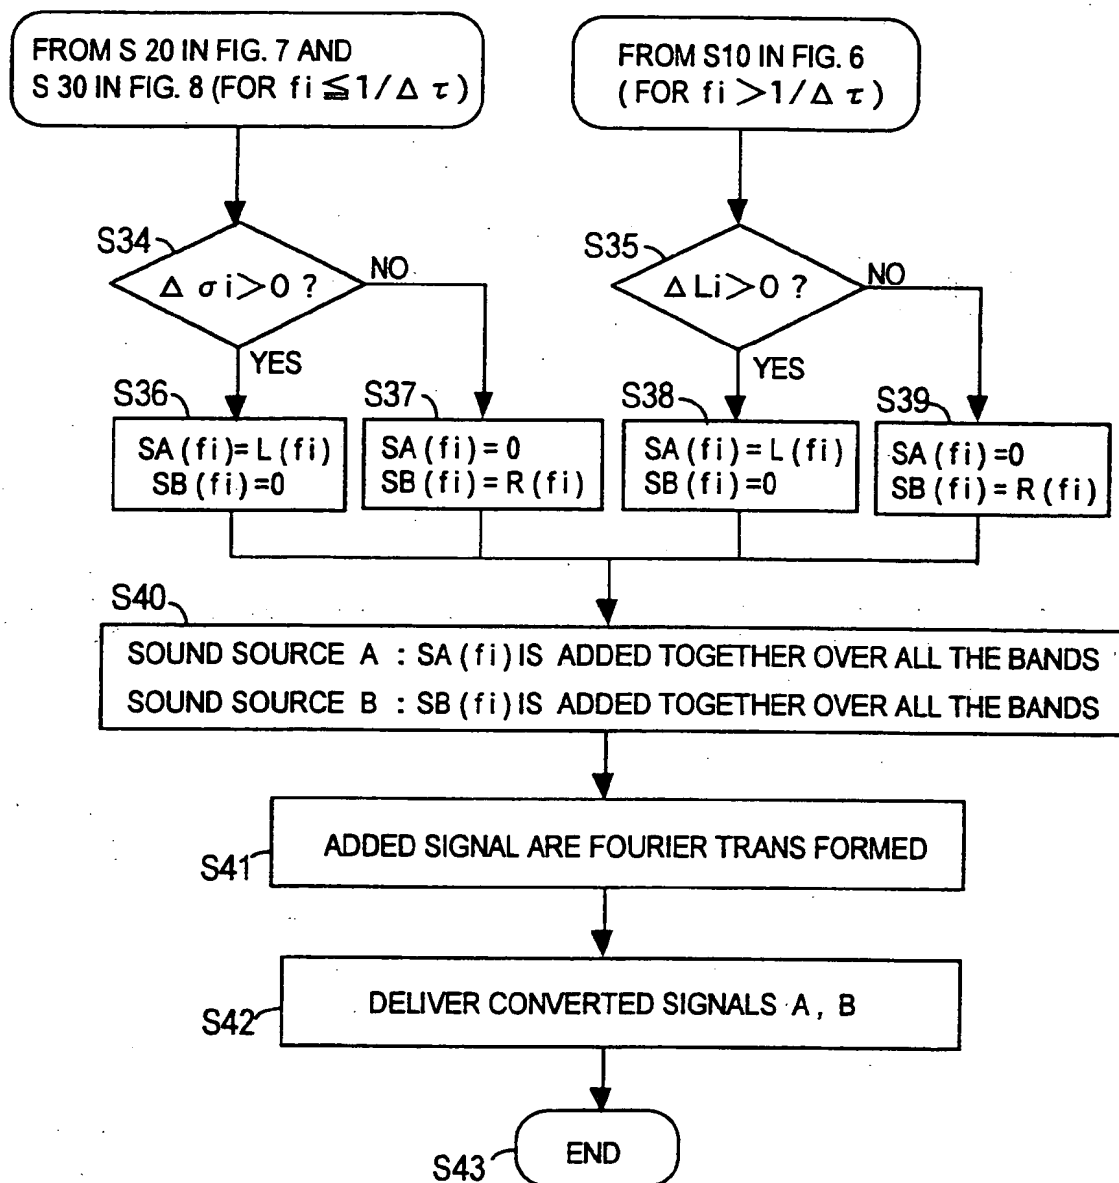 FROM S 20 IN FIG. 7 AND
S 30 IN FIG. 8 (FOR fi ≦ 1/Δ τ)
FROM S10 IN FIG. 6
(FOR fi > 1/Δ τ)
S34
Δ σi > 0 ?
NO
YES
S35
Δ Li > 0 ?
NO
YES
S36
SA (fi) = L (fi)
SB (fi) = 0
S37
SA (fi) = 0
SB (fi) = R (fi)
S38
SA (fi) = L (fi)
SB (fi) = 0
S39
SA (fi) = 0
SB (fi) = R (fi)
S40
SOUND SOURCE A : SA (fi) IS ADDED TOGETHER OVER ALL THE BANDS
SOUND SOURCE B : SB (fi) IS ADDED TOGETHER OVER ALL THE BANDS
S41
ADDED SIGNAL ARE FOURIER TRANS FORMED
S42
DELIVER CONVERTED SIGNALS A, B
S43
END